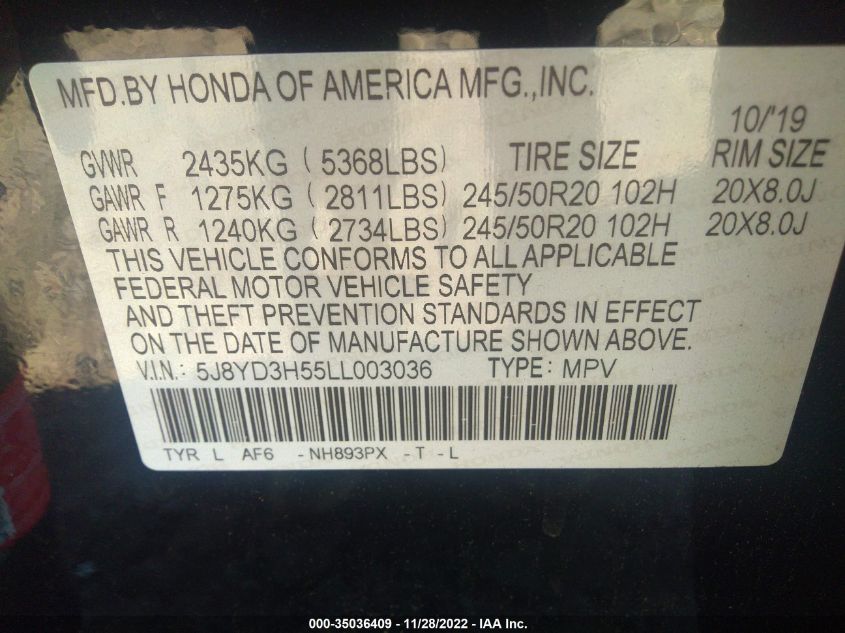 MFD.BY HONDA OF AMERICA MFG.,INC.
10/'19
GVWR 2435KG ( 5368LBS) TIRE SIZE RIM SIZE
GAWR F 1275KG ( 2811LBS) 245/50R20 102H 20X8.0J
GAWR R 1240KG ( 2734LBS) 245/50R20 102H 20X8.0J
THIS VEHICLE CONFORMS TO ALL APPLICABLE
FEDERAL MOTOR VEHICLE SAFETY
AND THEFT PREVENTION STANDARDS IN EFFECT
ON THE DATE OF MANUFACTURE SHOWN ABOVE.
V.I.N.: 5J8YD3H55LL003036 TYPE: MPV
TYR L AF6 - NH893PX - T - L
000-35036409 - 11/28/2022 - IAA Inc.